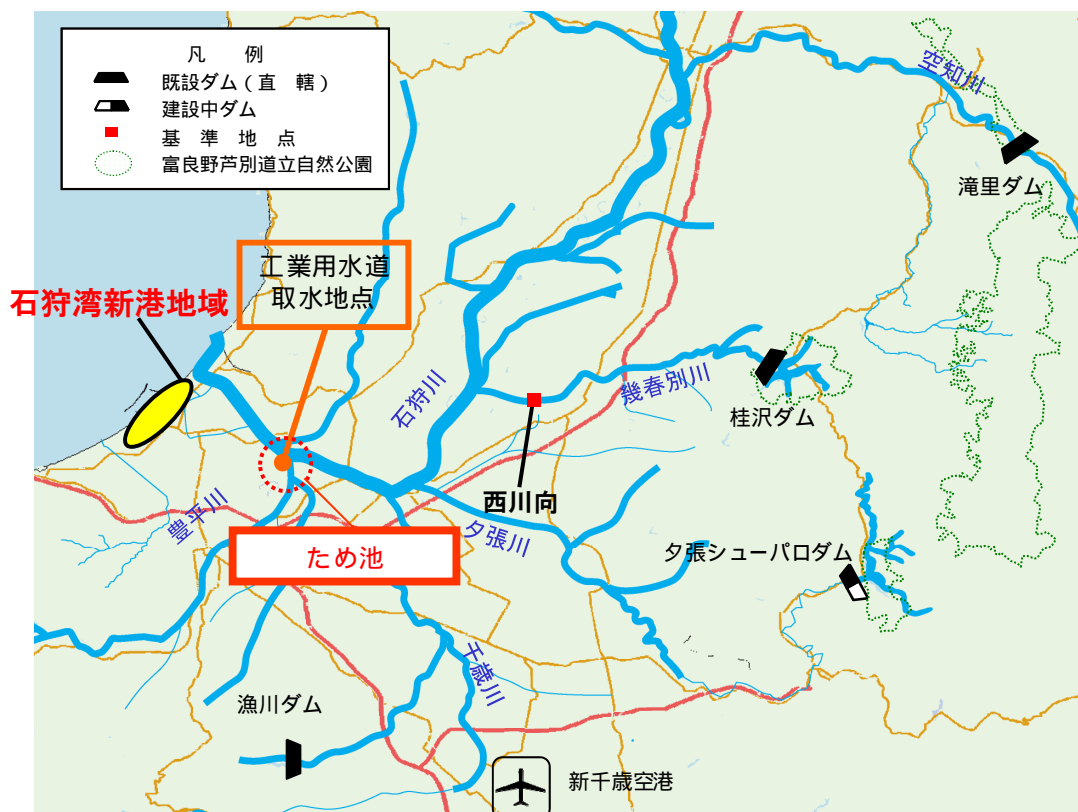 凡　例
既設ダム（直　轄）
建設中ダム
基　準　地　点
富良野芦別道立自然公園
空知川
滝里ダム
工業用水道
取水地点
石狩湾新港地域
石狩川
幾春別川
桂沢ダム
西川向
豊平川
夕張川
ため池
夕張シューパロダム
千歳川
漁川ダム
新千歳空港